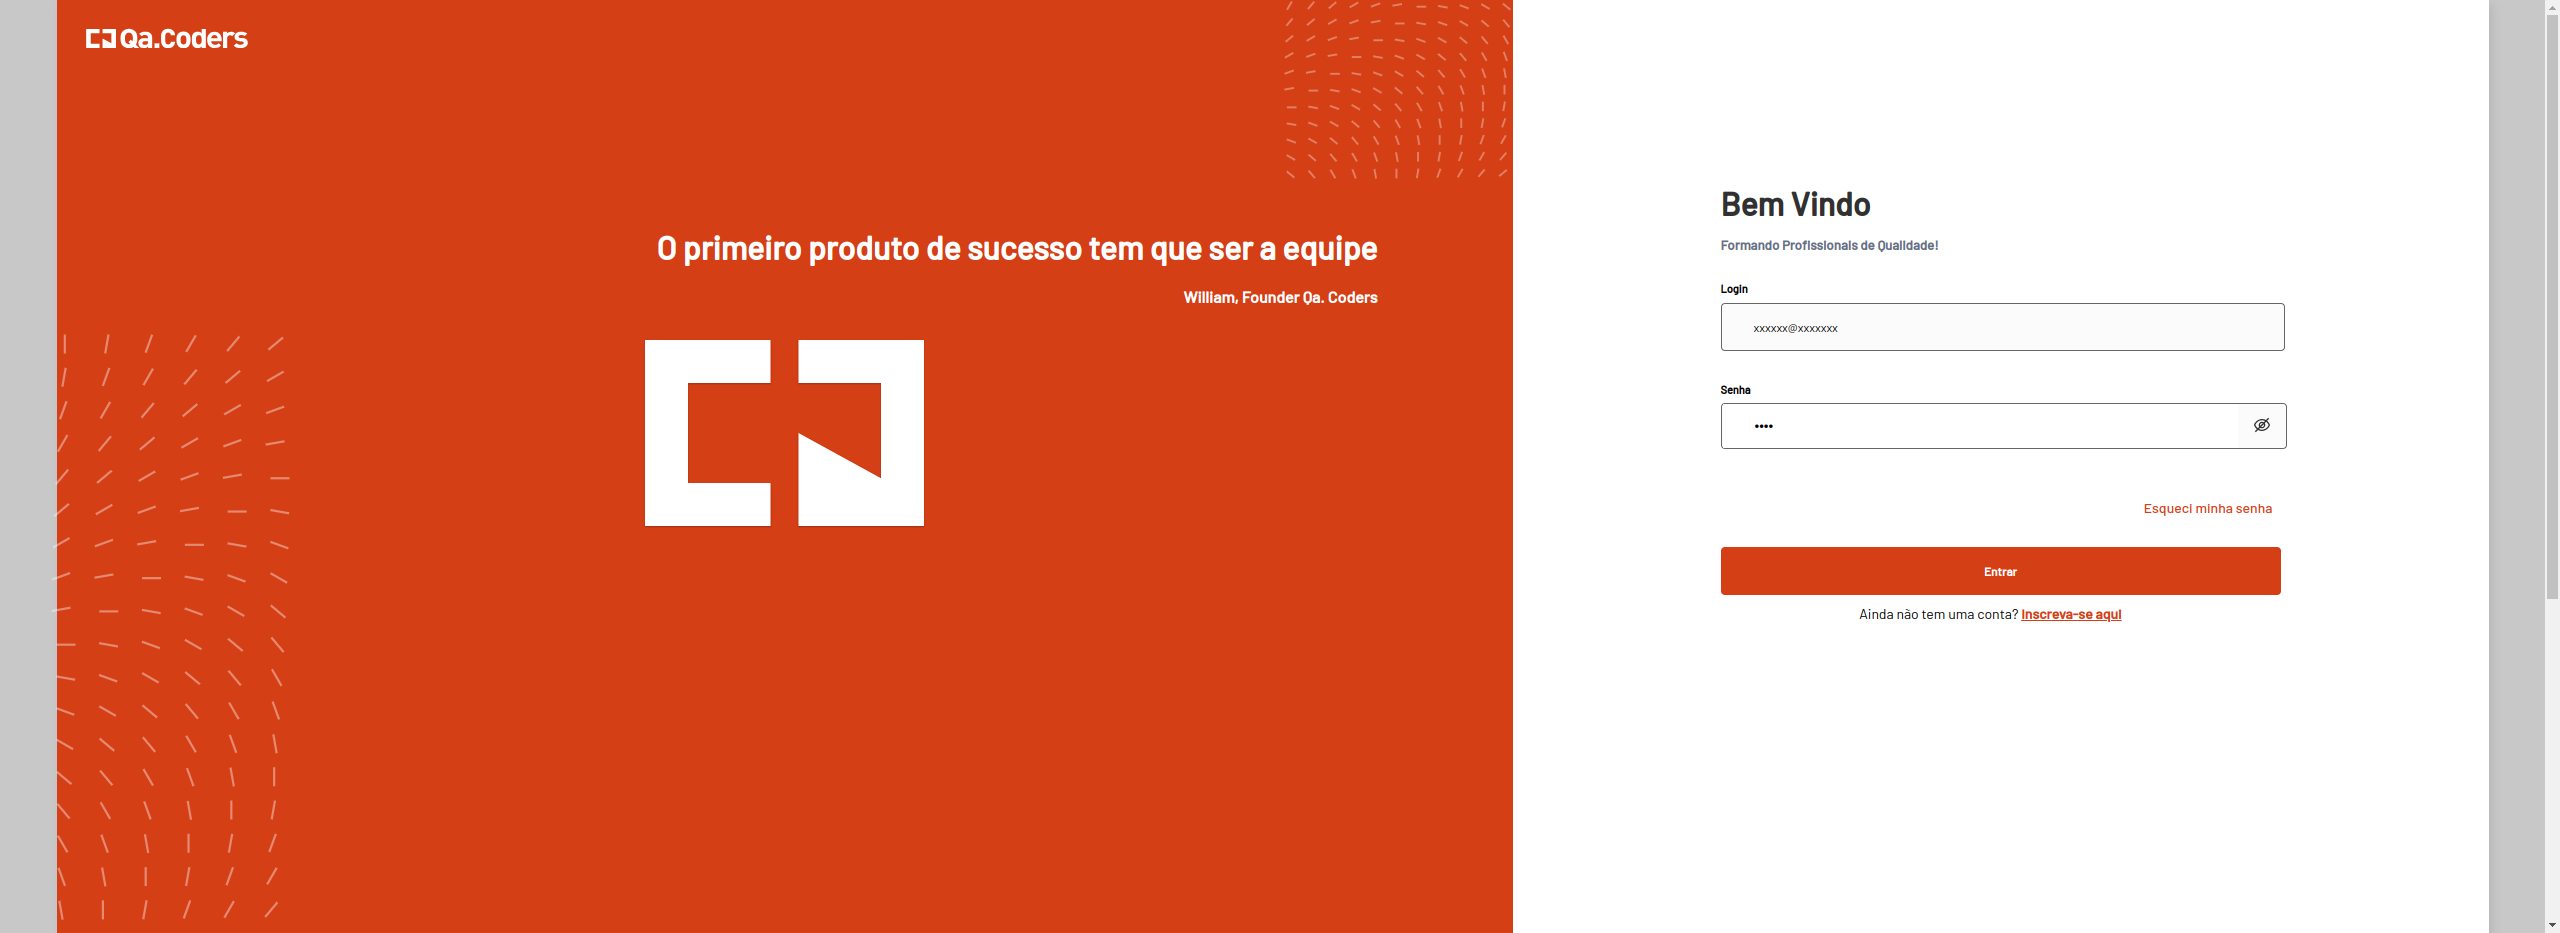 Qa.Coders
O primeiro produto de sucesso tem que ser a equipe
William, Founder Qa. Coders
Bem Vindo
Formando Profissionais de Qualidade!
Login
xxxxxx@xxxxxxx
Senha
••••
Esqueci minha senha
Entrar
Ainda não tem uma conta? Inscreva-se aqui